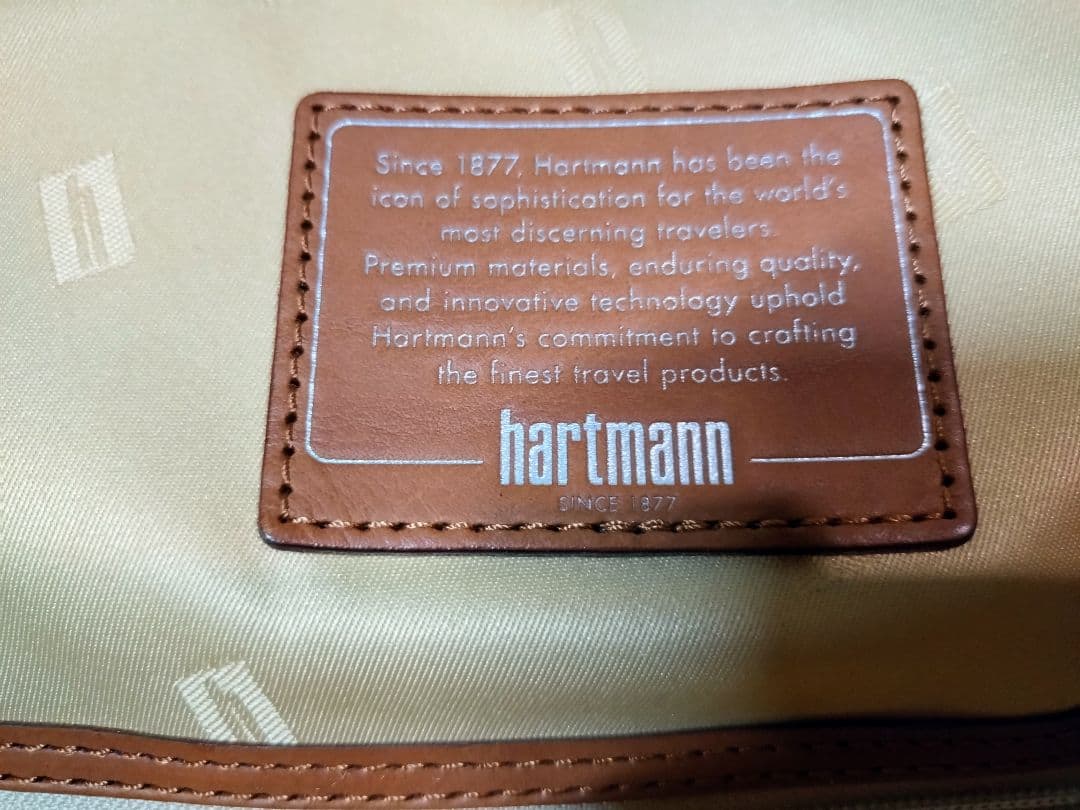 Since 1877, Hartmann has been the
icon of sophistication for the world's
most discerning travelers.
Premium materials, enduring quality,
and innovative technology uphold
Hartmann's commitment to crafting
the finest travel products.
hartmann
SINCE 1877